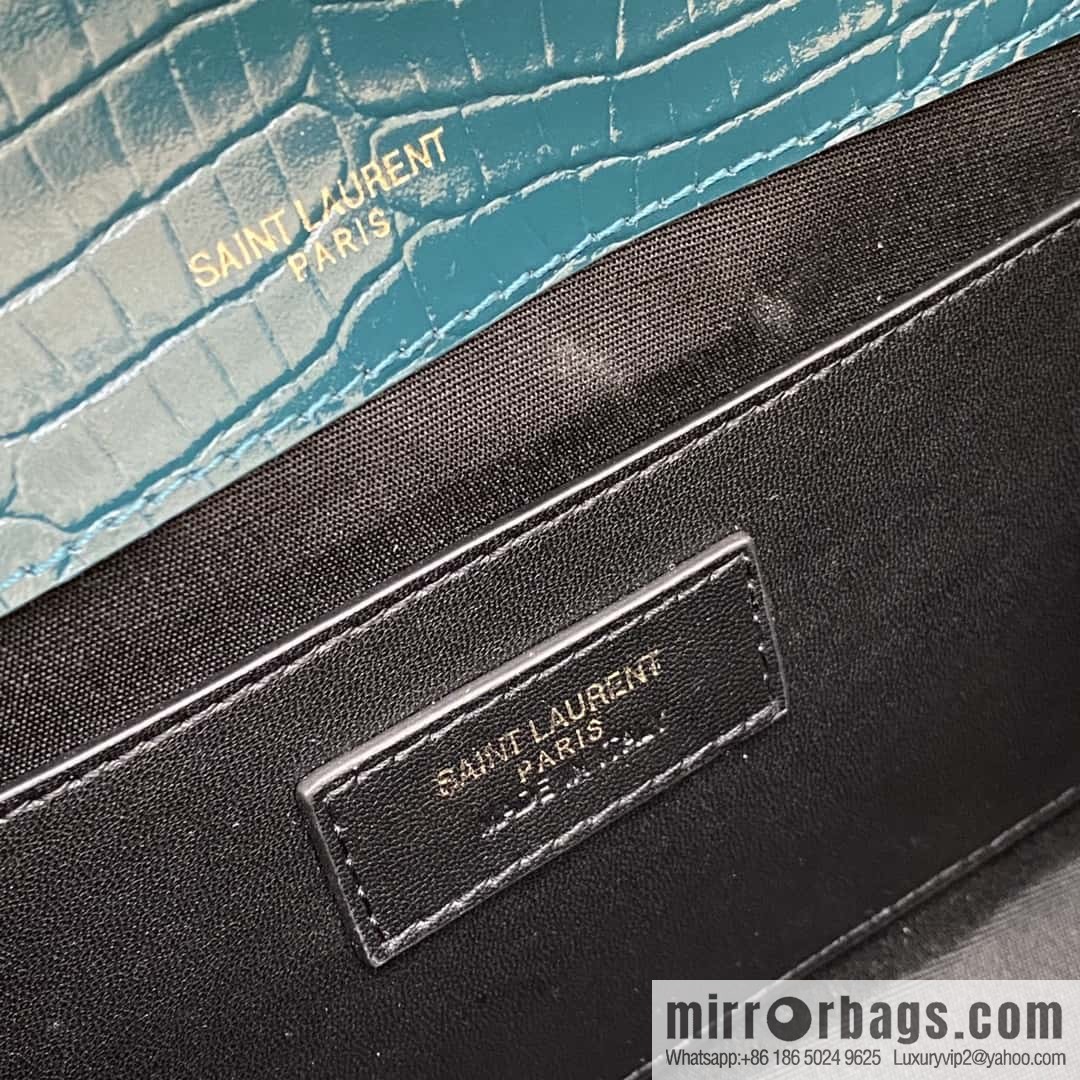 SAINT LAURENT
PARIS
SAINT LAURENT
PARIS
mirrorbags.com
Whatsapp:+86 186 5024 9625 Luxuryvip2@yahoo.com